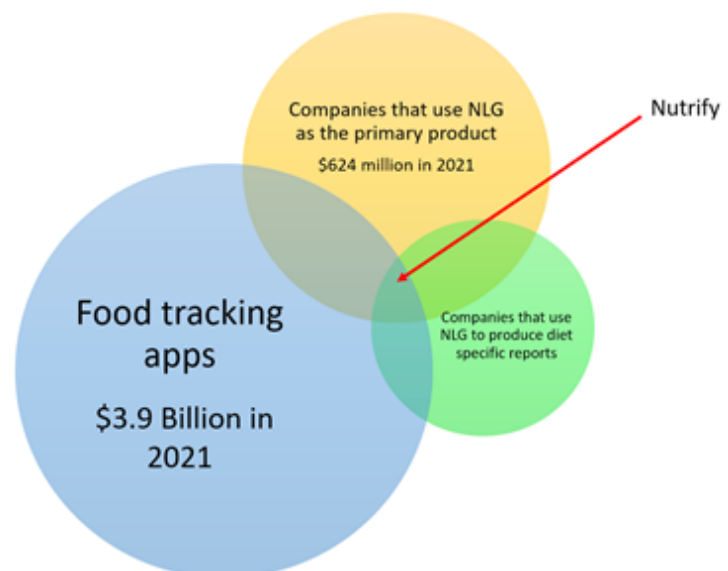 Companies that use NLG
as the primary product
$624 million in 2021
Nutrify
Food tracking
apps
$3.9 Billion in
2021
Companies that use
NLG to produce diet
specific reports